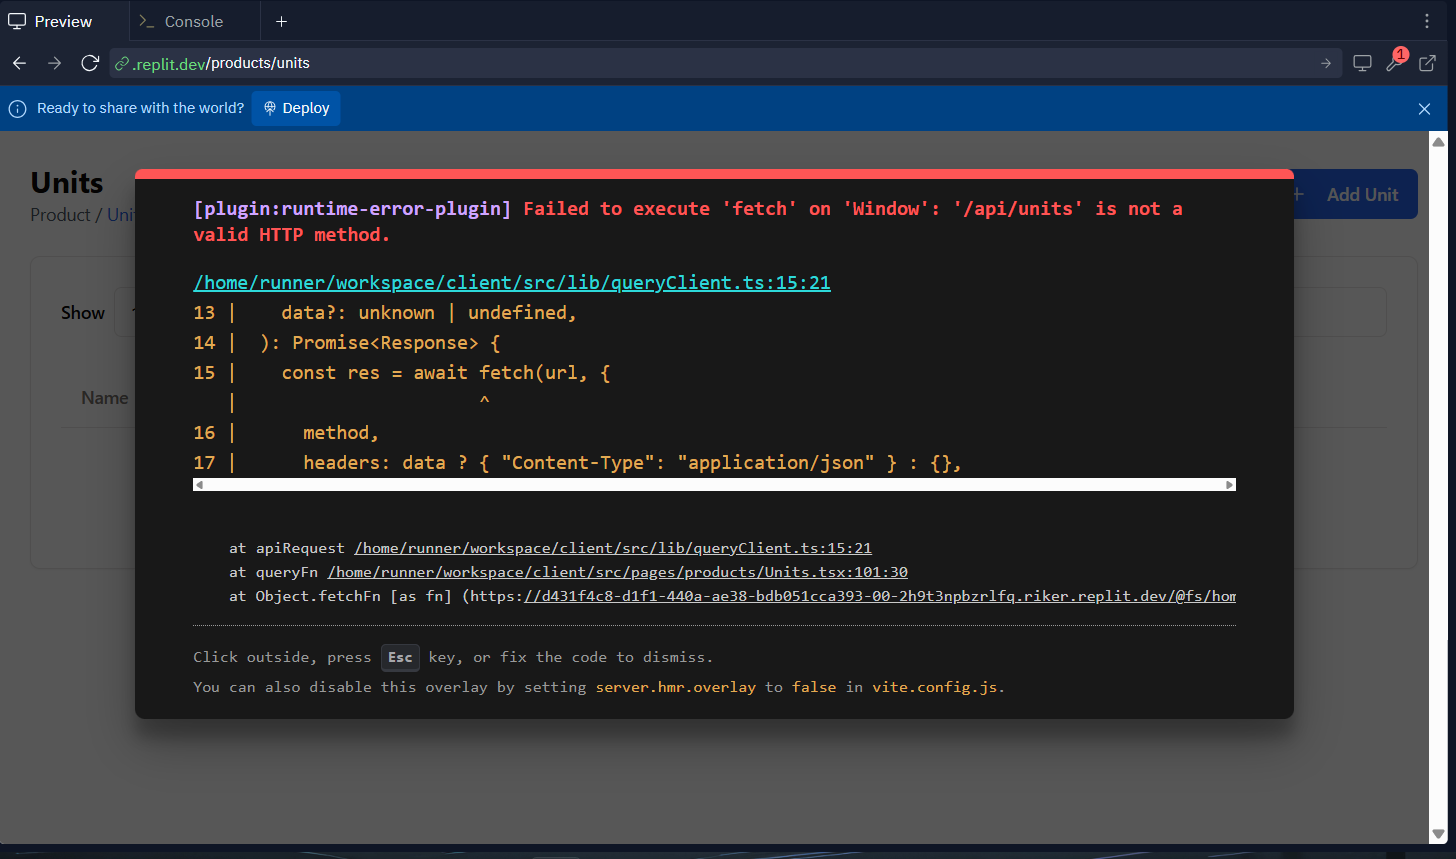 Preview
Console
.replit.dev/products/units
1
Ready to share with the world?
Deploy
Units
Product /
Add Unit
Show
Name
[plugin:runtime-error-plugin] Failed to execute 'fetch' on 'Window': '/api/units' is not a
valid HTTP method.
/home/runner/workspace/client/src/lib/queryClient.ts:15:21
13 |    data?: unknown | undefined,
14 |  ): Promise<Response> {
15 |    const res = await fetch(url, {
|                      ^
16 |      method,
17 |      headers: data ? { "Content-Type": "application/json" } : {},
at apiRequest /home/runner/workspace/client/src/lib/queryClient.ts:15:21
at queryFn /home/runner/workspace/client/src/pages/products/Units.tsx:101:30
at Object.fetchFn [as fn] (https://d431f4c8-d1f1-440a-ae38-bdb051cca393-00-2h9t3npbzrlfq.riker.replit.dev/@fs/hom
Click outside, press Esc key, or fix the code to dismiss.
You can also disable this overlay by setting server.hmr.overlay to false in vite.config.js.